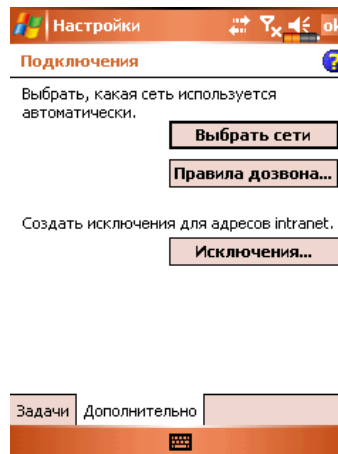 Настройки
ok
Подключения
?
Выбрать, какая сеть используется
автоматически.
Выбрать сети
Правила дозвона...
Создать исключения для адресов intranet.
Исключения...
Задачи Дополнительно